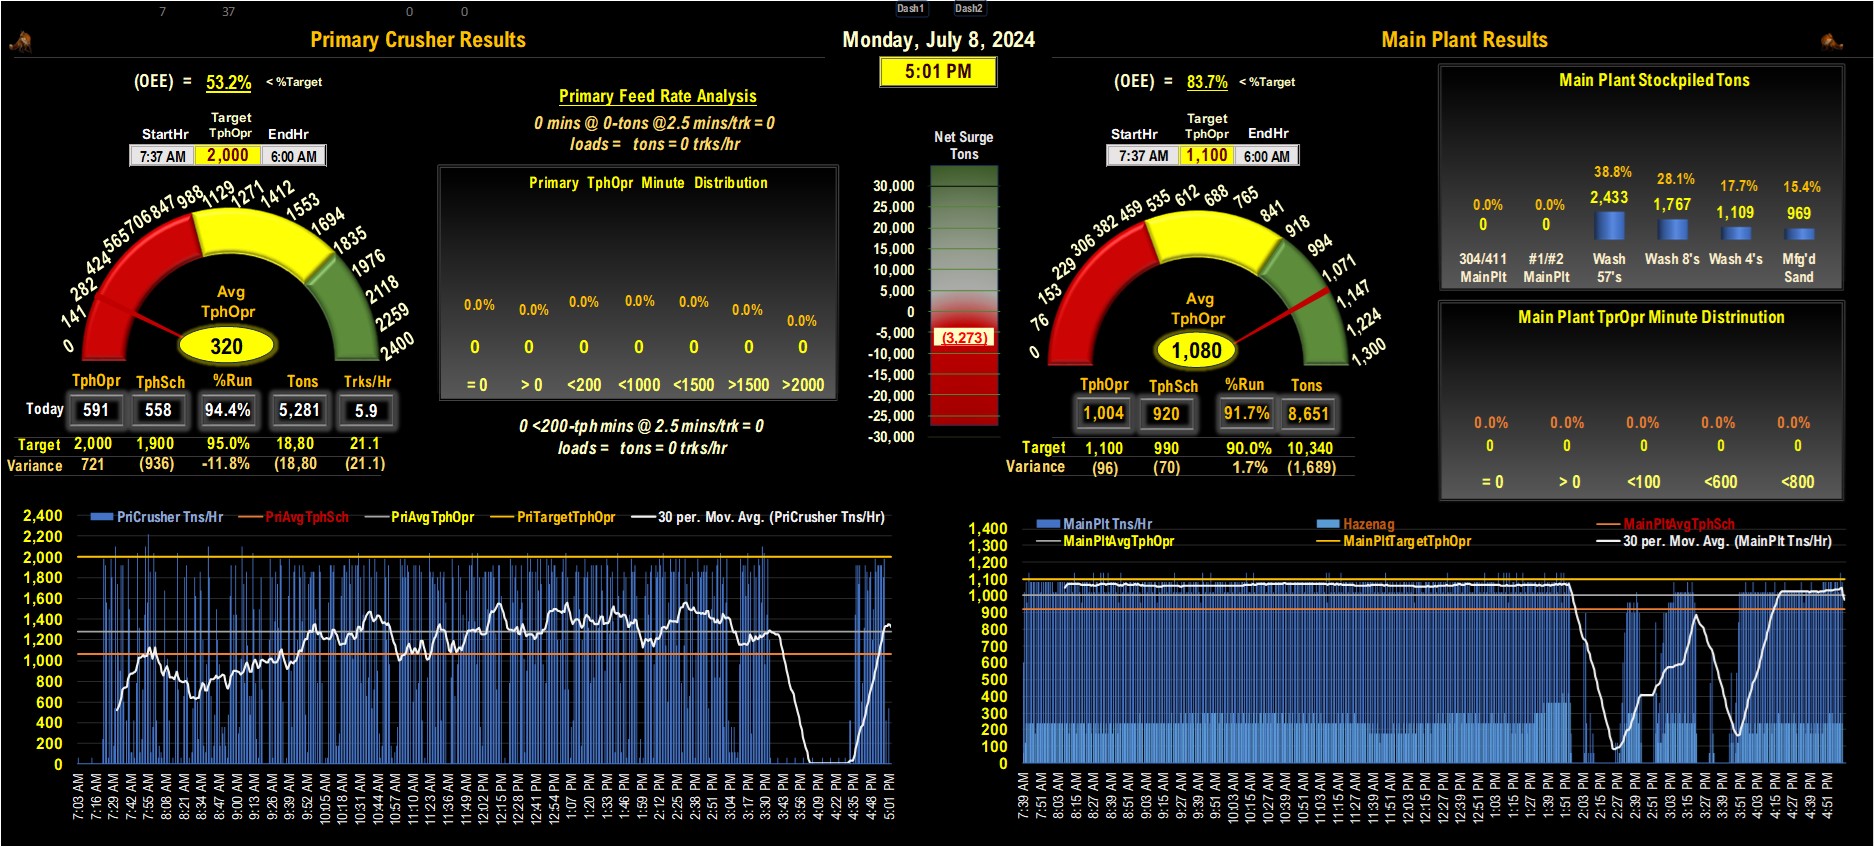 7 37 0 0 Dash1 Dash2
Primary Crusher Results
Monday, July 8, 2024
Main Plant Results
5:01 PM
(OEE) = 53.2% < %Target
Primary Feed Rate Analysis
0 mins @ 0-tons @2.5 mins/trk = 0
loads = tons = 0 trks/hr
Target
StartHr TphOpr EndHr
7:37 AM 2,000 6:00 AM
0 141 282 424 565 706 847 988 1129 1271 1412 1553 1694 1835 1976 2118 2259 2400
Avg
TphOpr
320
TphOpr TphSch %Run Tons Trks/Hr
Today 591 558 94.4% 5,281 5.9
Target 2,000 1,900 95.0% 18,80 21.1
Variance 721 (936) -11.8% (18,80 (21.1)
Primary TphOpr Minute Distribution
0.0% 0.0% 0.0% 0.0% 0.0% 0.0% 0.0%
0 0 0 0 0 0 0
= 0 > 0 <200 <1000 <1500 >1500 >2000
0 <200-tph mins @ 2.5 mins/trk = 0
loads = tons = 0 trks/hr
Net Surge
Tons
30,000
25,000
20,000
15,000
10,000
5,000
0
-5,000
(3,273)
-10,000
-15,000
-20,000
-25,000
-30,000
(OEE) = 83.7% < %Target
Target
StartHr TphOpr EndHr
7:37 AM 1,100 6:00 AM
0 76 153 229 306 382 459 535 612 688 765 841 918 994 1,071 1,147 1,224 1,300
Avg
TphOpr
1,080
TphOpr TphSch %Run Tons
1,004 920 91.7% 8,651
Target 1,100 990 90.0% 10,340
Variance (96) (70) 1.7% (1,689)
Main Plant Stockpiled Tons
0.0% 0.0% 38.8% 28.1% 17.7% 15.4%
0 0 2,433 1,767 1,109 969
304/411 #1/#2 Wash Wash 8's Wash 4's Mfg'd
MainPlt MainPlt 57's Sand
Main Plant TprOpr Minute Distrinution
0.0% 0.0% 0.0% 0.0% 0.0%
0 0 0 0 0
= 0 > 0 <100 <600 <800
PriCrusher Tns/Hr PriAvgTphSch PriAvgTphOpr PriTargetTphOpr 30 per. Mov. Avg. (PriCrusher Tns/Hr)
2,400
2,200
2,000
1,800
1,600
1,400
1,200
1,000
800
600
400
200
0
7:03 AM 7:16 AM 7:29 AM 7:42 AM 7:55 AM 8:08 AM 8:21 AM 8:34 AM 8:47 AM 9:00 AM 9:13 AM 9:26 AM 9:39 AM 9:52 AM 10:05 AM 10:18 AM 10:31 AM 10:44 AM 10:57 AM 11:10 AM 11:23 AM 11:36 AM 11:49 AM 12:02 PM 12:15 PM 12:28 PM 12:41 PM 12:54 PM 1:07 PM 1:20 PM 1:33 PM 1:46 PM 1:59 PM 2:12 PM 2:25 PM 2:38 PM 2:51 PM 3:04 PM 3:17 PM 3:30 PM 3:43 PM 3:56 PM 4:09 PM 4:22 PM 4:35 PM 4:48 PM 5:01 PM
MainPlt Tns/Hr Hazenag MainPltAvgTphSch
MainPltAvgTphOpr MainPltTargetTphOpr 30 per. Mov. Avg. (MainPlt Tns/Hr)
1,400
1,300
1,200
1,100
1,000
900
800
700
600
500
400
300
200
100
0
7:39 AM 7:51 AM 8:03 AM 8:15 AM 8:27 AM 8:39 AM 8:51 AM 9:03 AM 9:15 AM 9:27 AM 9:39 AM 9:51 AM 10:03 AM 10:15 AM 10:27 AM 10:39 AM 10:51 AM 11:03 AM 11:15 AM 11:27 AM 11:39 AM 11:51 AM 12:03 PM 12:15 PM 12:27 PM 12:39 PM 12:51 PM 1:03 PM 1:15 PM 1:27 PM 1:39 PM 1:51 PM 2:03 PM 2:15 PM 2:27 PM 2:39 PM 2:51 PM 3:03 PM 3:15 PM 3:27 PM 3:39 PM 3:51 PM 4:03 PM 4:15 PM 4:27 PM 4:39 PM 4:51 PM